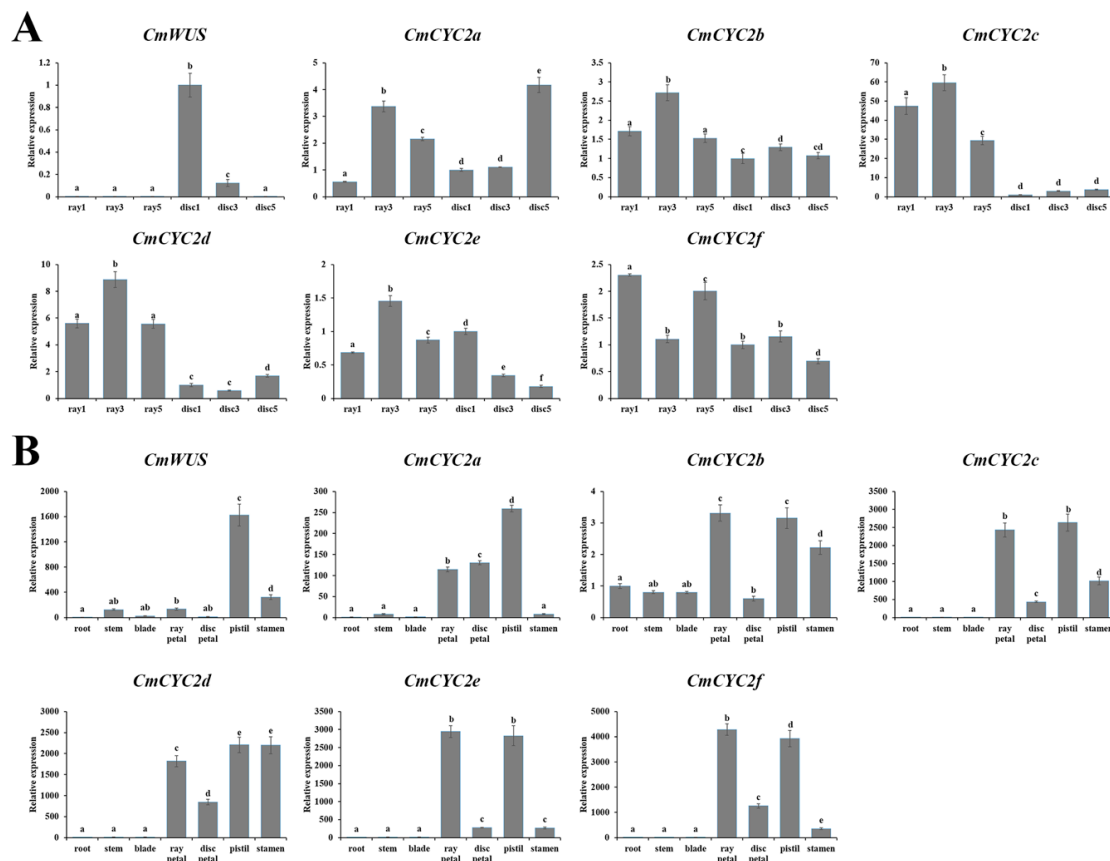 A
CmWUS
CmCYC2a
CmCYC2b
CmCYC2c
Relative expression
1.2
1
0.8
0.6
0.4
0.2
0
a a a b c a
ray1 ray3 ray5 disc1 disc3 disc5
Relative expression
5
4
3
2
1
0
a b c d d e
ray1 ray3 ray5 disc1 disc3 disc5
Relative expression
3.5
3
2.5
2
1.5
1
0.5
0
a b a c d cd
ray1 ray3 ray5 disc1 disc3 disc5
Relative expression
70
60
50
40
30
20
10
0
a b c d d d
ray1 ray3 ray5 disc1 disc3 disc5
CmCYC2d
CmCYC2e
CmCYC2f
Relative expression
10
8
6
4
2
0
a b a c c d
ray1 ray3 ray5 disc1 disc3 disc5
Relative expression
2
1.5
1
0.5
0
a b c d e f
ray1 ray3 ray5 disc1 disc3 disc5
Relative expression
2.5
2
1.5
1
0.5
0
a b c b b d
ray1 ray3 ray5 disc1 disc3 disc5
B
CmWUS
CmCYC2a
CmCYC2b
CmCYC2c
Relative expression
2000
1600
1200
800
400
0
a ab ab b ab c d
root stem blade ray disc pistil stamen
petal petal
Relative expression
300
250
200
150
100
50
0
a a a b c d a
root stem blade ray disc pistil stamen
petal petal
Relative expression
4
3
2
1
0
a ab ab c b c d
root stem blade ray disc pistil stamen
petal petal
Relative expression
3500
3000
2500
2000
1500
1000
500
0
a a a b c b d
root stem blade ray disc pistil stamen
petal petal
CmCYC2d
CmCYC2e
CmCYC2f
Relative expression
3000
2500
2000
1500
1000
500
0
a a a c d e e
root stem blade ray disc pistil stamen
petal petal
Relative expression
3500
3000
2500
2000
1500
1000
500
0
a a a b c b c
root stem blade ray disc pistil stamen
petal petal
Relative expression
5000
4000
3000
2000
1000
0
a a a b c d e
root stem blade ray disc pistil stamen
petal petal